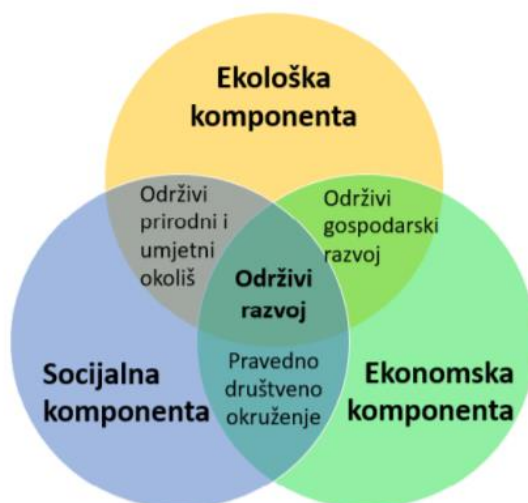 Ekološka
komponenta
Održivi
prirodni i
umjetni
okoliš
Održivi
gospodarski
razvoj
Održivi
razvoj
Socijalna
komponenta
Pravedno
društveno
okruženje
Ekonomska
komponenta